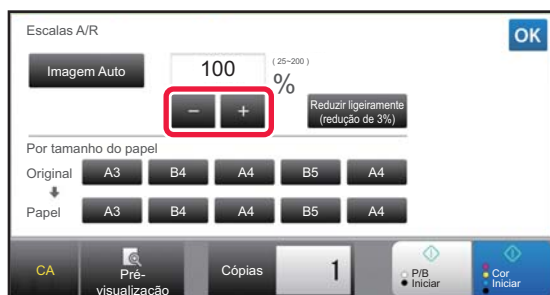 Escalas A/R
OK
Imagem Auto
100
( 25~200 )
%
− +
Reduzir ligeiramente
(redução de 3%)
Por tamanho do papel
Original A3 B4 A4 B5 A4
Papel A3 B4 A4 B5 A4
CA
Pré-
visualização
Cópias
1
P/B
Iniciar
Cor
Iniciar